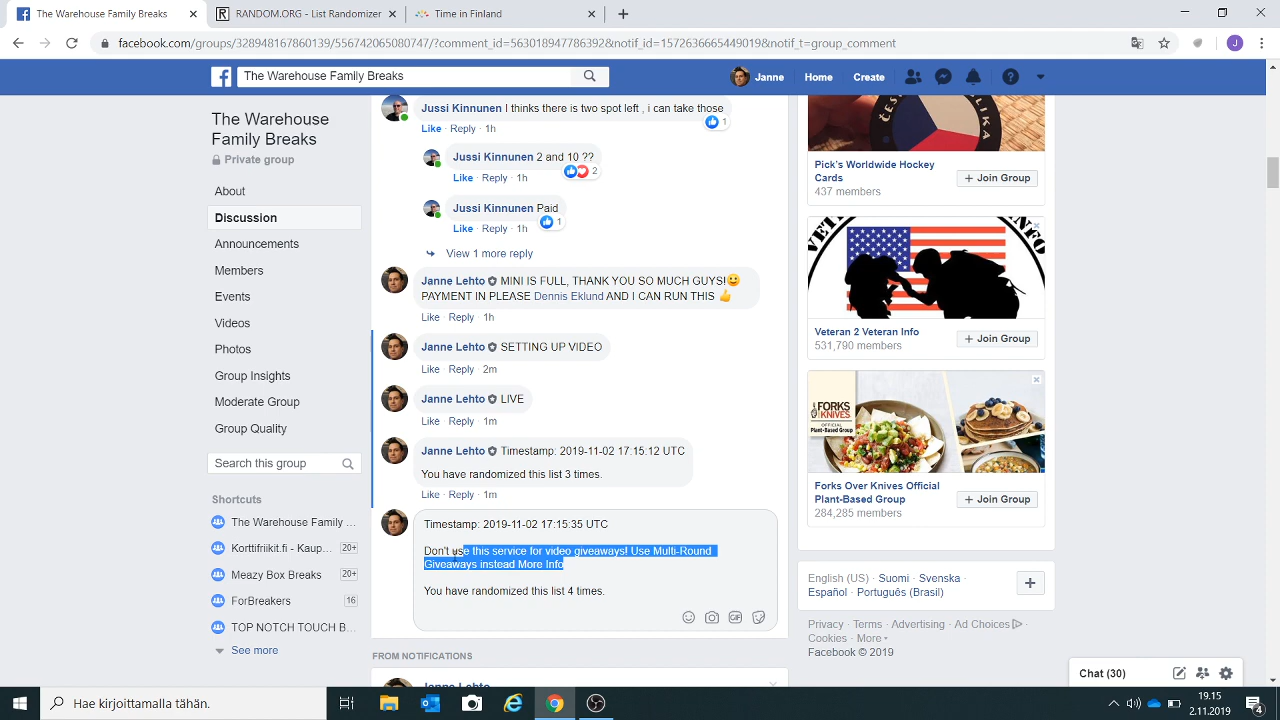 The Warehouse Family Breaks
RANDOM.ORG - List Randomizer
Time in Finland
facebook.com/groups/328948167860139/556742065080747/?comment_id=563018947786392&notif_id=1572636665449019&notif_t=group_comment
J
The Warehouse Family Breaks
Janne
Home
Create
The Warehouse
Family Breaks
Private group
About
Discussion
Announcements
Members
Events
Videos
Photos
Group Insights
Moderate Group
Group Quality
Search this group
Shortcuts
The Warehouse Family ...
Korttifriikit.fi - Kaup... 20+
Meazy Box Breaks 20+
ForBreakers 16
TOP NOTCH TOUCH B...
See more
Jussi Kinnunen I thinks there is two spot left , i can take those
1
Like · Reply · 1h
Jussi Kinnunen 2 and 10 ??
2
Like · Reply · 1h
Jussi Kinnunen Paid
1
Like · Reply · 1h
View 1 more reply
Janne Lehto MINI IS FULL, THANK YOU SO MUCH GUYS!🙂
PAYMENT IN PLEASE Dennis Eklund AND I CAN RUN THIS 👍
Like · Reply · 1h
Janne Lehto SETTING UP VIDEO
Like · Reply · 2m
Janne Lehto LIVE
Like · Reply · 1m
Janne Lehto Timestamp: 2019-11-02 17:15:12 UTC
You have randomized this list 3 times.
Like · Reply · 1m
Timestamp: 2019-11-02 17:15:35 UTC
Don't use this service for video giveaways! Use Multi-Round
Giveaways instead More Info
You have randomized this list 4 times.
GIF
FROM NOTIFICATIONS
Janne Lehto
ČESKÁ
Pick's Worldwide Hockey
Cards
437 members
+ Join Group
Veteran 2 Veteran Info
531,790 members
+ Join Group
FORKS
KNIVES
OFFICIAL
Plant-Based Group
Forks Over Knives Official
Plant-Based Group
284,285 members
+ Join Group
English (US) · Suomi · Svenska ·
Español · Português (Brasil)
Privacy · Terms · Advertising · Ad Choices ·
Cookies · More
Facebook © 2019
Chat (30)
Hae kirjoittamalla tähän.
19.15
2.11.2019
4